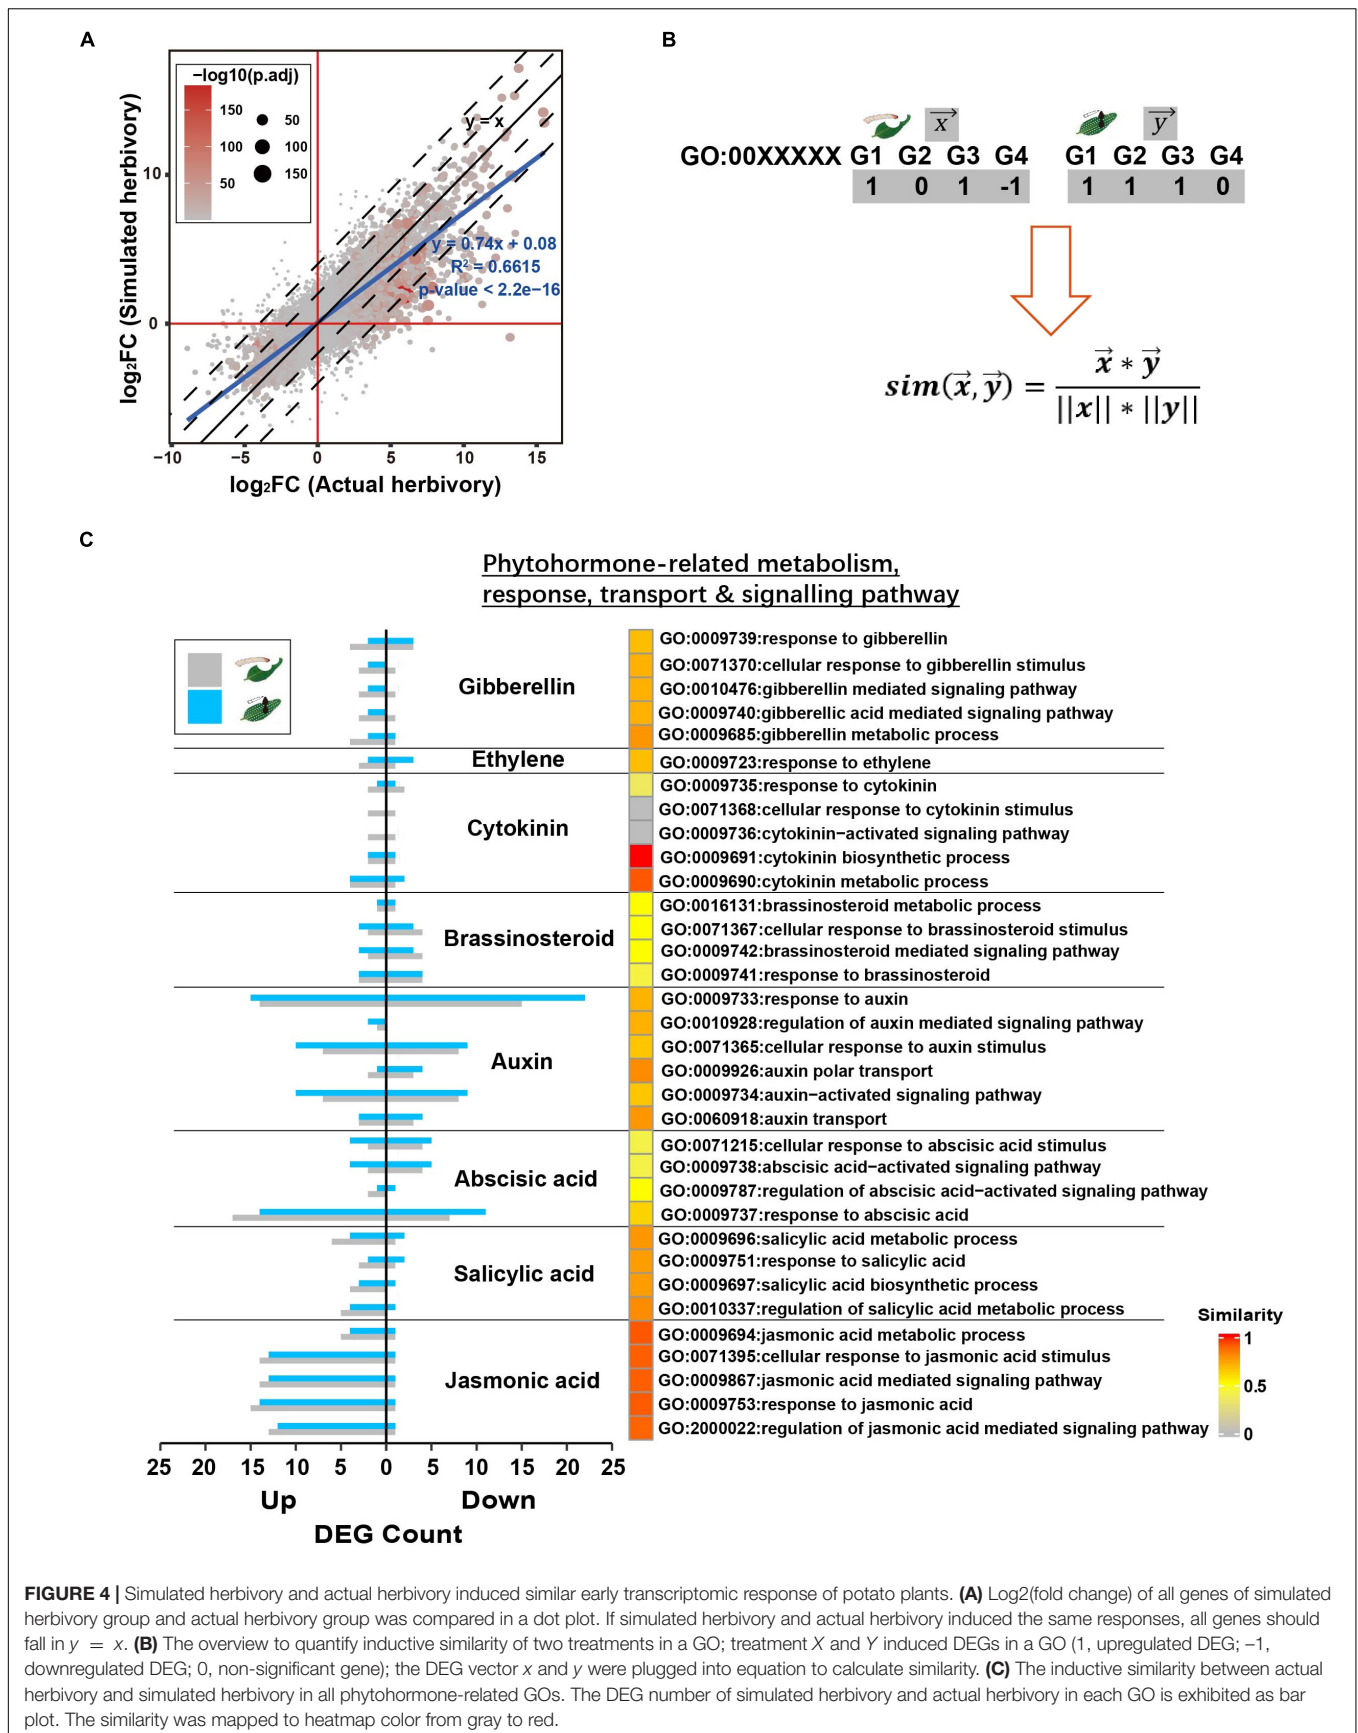 A
−log10(p.adj)
150
100
50
50
100
150
y = x
y = 0.74x + 0.08
R² = 0.6615
p-value < 2.2e−16
10
0
log₂FC (Simulated herbivory)
−10 −5 0 5 10 15
log₂FC (Actual herbivory)
B
x→ y→
GO:00XXXXX G1 G2 G3 G4 G1 G2 G3 G4
1 0 1 -1 1 1 1 0
sim(x→, y→) = x→ * y→ / ||x|| * ||y||
C
Phytohormone-related metabolism,
response, transport & signalling pathway
Gibberellin
GO:0009739:response to gibberellin
GO:0071370:cellular response to gibberellin stimulus
GO:0010476:gibberellin mediated signaling pathway
GO:0009740:gibberellic acid mediated signaling pathway
GO:0009685:gibberellin metabolic process
Ethylene
GO:0009723:response to ethylene
Cytokinin
GO:0009735:response to cytokinin
GO:0071368:cellular response to cytokinin stimulus
GO:0009736:cytokinin−activated signaling pathway
GO:0009691:cytokinin biosynthetic process
GO:0009690:cytokinin metabolic process
Brassinosteroid
GO:0016131:brassinosteroid metabolic process
GO:0071367:cellular response to brassinosteroid stimulus
GO:0009742:brassinosteroid mediated signaling pathway
GO:0009741:response to brassinosteroid
Auxin
GO:0009733:response to auxin
GO:0010928:regulation of auxin mediated signaling pathway
GO:0071365:cellular response to auxin stimulus
GO:0009926:auxin polar transport
GO:0009734:auxin−activated signaling pathway
GO:0060918:auxin transport
Abscisic acid
GO:0071215:cellular response to abscisic acid stimulus
GO:0009738:abscisic acid−activated signaling pathway
GO:0009787:regulation of abscisic acid−activated signaling pathway
GO:0009737:response to abscisic acid
Salicylic acid
GO:0009696:salicylic acid metabolic process
GO:0009751:response to salicylic acid
GO:0009697:salicylic acid biosynthetic process
GO:0010337:regulation of salicylic acid metabolic process
Jasmonic acid
GO:0009694:jasmonic acid metabolic process
GO:0071395:cellular response to jasmonic acid stimulus
GO:0009867:jasmonic acid mediated signaling pathway
GO:0009753:response to jasmonic acid
GO:2000022:regulation of jasmonic acid mediated signaling pathway
Similarity
1
0.5
0
25 20 15 10 5 0 5 10 15 20 25
Up Down
DEG Count
FIGURE 4 | Simulated herbivory and actual herbivory induced similar early transcriptomic response of potato plants. (A) Log2(fold change) of all genes of simulated
herbivory group and actual herbivory group was compared in a dot plot. If simulated herbivory and actual herbivory induced the same responses, all genes should
fall in y = x. (B) The overview to quantify inductive similarity of two treatments in a GO; treatment X and Y induced DEGs in a GO (1, upregulated DEG; –1,
downregulated DEG; 0, non-significant gene); the DEG vector x and y were plugged into equation to calculate similarity. (C) The inductive similarity between actual
herbivory and simulated herbivory in all phytohormone-related GOs. The DEG number of simulated herbivory and actual herbivory in each GO is exhibited as bar
plot. The similarity was mapped to heatmap color from gray to red.